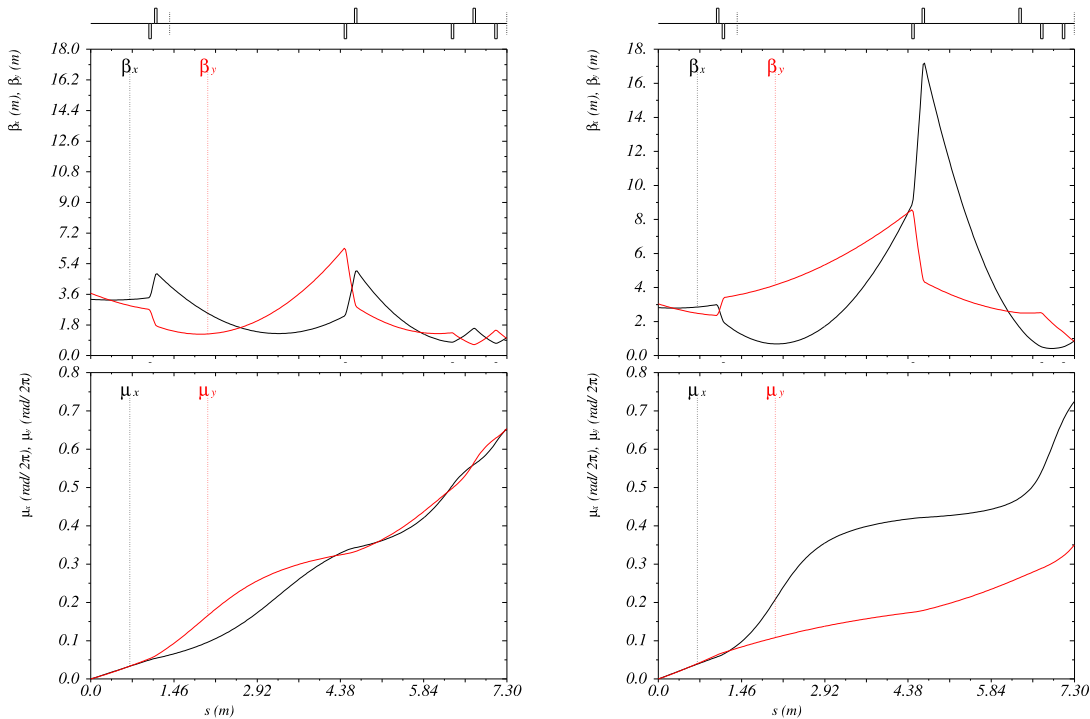 18.0
16.2
14.4
12.6
10.8
9.0
7.2
5.4
3.6
1.8
0.0
βx (m), βy (m)
βx
βy
0.8
0.7
0.6
0.5
0.4
0.3
0.2
0.1
0.0
μx (rad/2π), μy (rad/2π)
μx
μy
0.0 1.46 2.92 4.38 5.84 7.30
s (m)
18.
16.
14.
12.
10.
8.
6.
4.
2.
0.0
βx (m), βy (m)
βx
βy
0.8
0.7
0.6
0.5
0.4
0.3
0.2
0.1
0.0
μx (rad/2π), μy (rad/2π)
μx
μy
0.0 1.46 2.92 4.38 5.84 7.30
s (m)